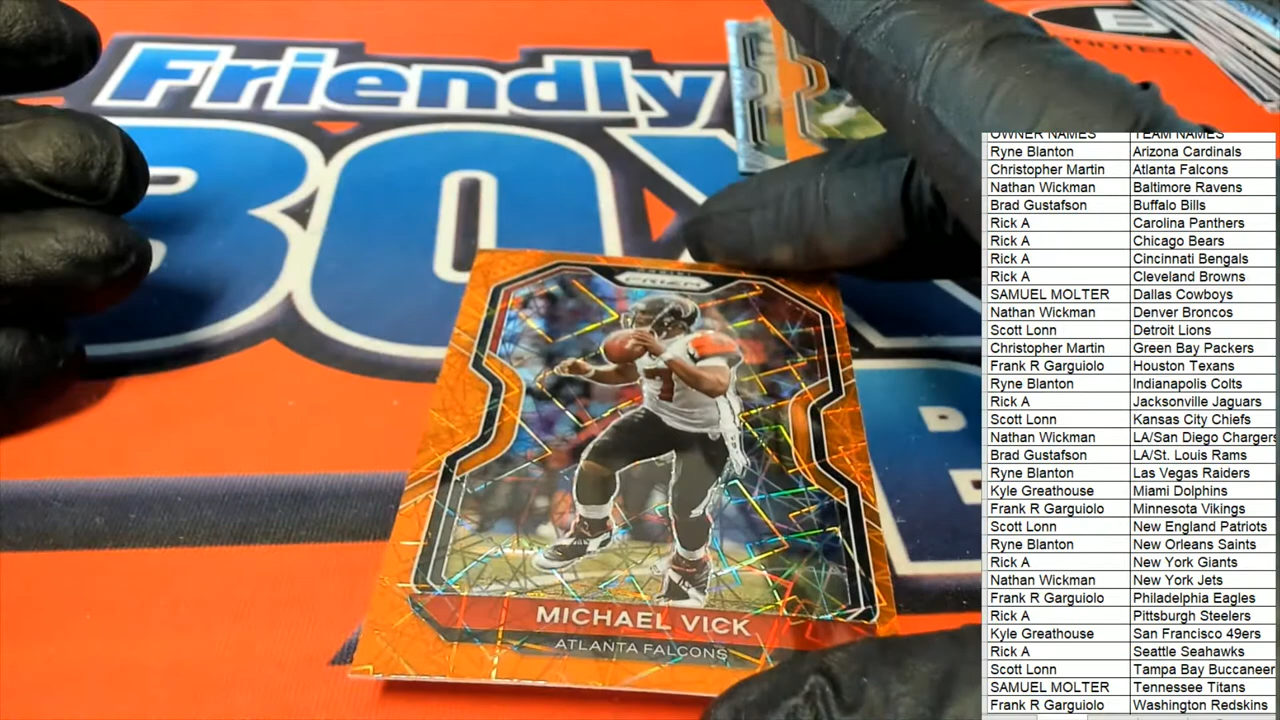 Friendly
BOX
B
PROTECT
PRIZM
7
MICHAEL VICK
ATLANTA FALCONS
OWNER NAMES TEAM NAMES
Ryne Blanton Arizona Cardinals
Christopher Martin Atlanta Falcons
Nathan Wickman Baltimore Ravens
Brad Gustafson Buffalo Bills
Rick A Carolina Panthers
Rick A Chicago Bears
Rick A Cincinnati Bengals
Rick A Cleveland Browns
SAMUEL MOLTER Dallas Cowboys
Nathan Wickman Denver Broncos
Scott Lonn Detroit Lions
Christopher Martin Green Bay Packers
Frank R Garguiolo Houston Texans
Ryne Blanton Indianapolis Colts
Rick A Jacksonville Jaguars
Scott Lonn Kansas City Chiefs
Nathan Wickman LA/San Diego Chargers
Brad Gustafson LA/St. Louis Rams
Ryne Blanton Las Vegas Raiders
Kyle Greathouse Miami Dolphins
Frank R Garguiolo Minnesota Vikings
Scott Lonn New England Patriots
Ryne Blanton New Orleans Saints
Rick A New York Giants
Nathan Wickman New York Jets
Frank R Garguiolo Philadelphia Eagles
Rick A Pittsburgh Steelers
Kyle Greathouse San Francisco 49ers
Rick A Seattle Seahawks
Scott Lonn Tampa Bay Buccaneer
SAMUEL MOLTER Tennessee Titans
Frank R Garguiolo Washington Redskins